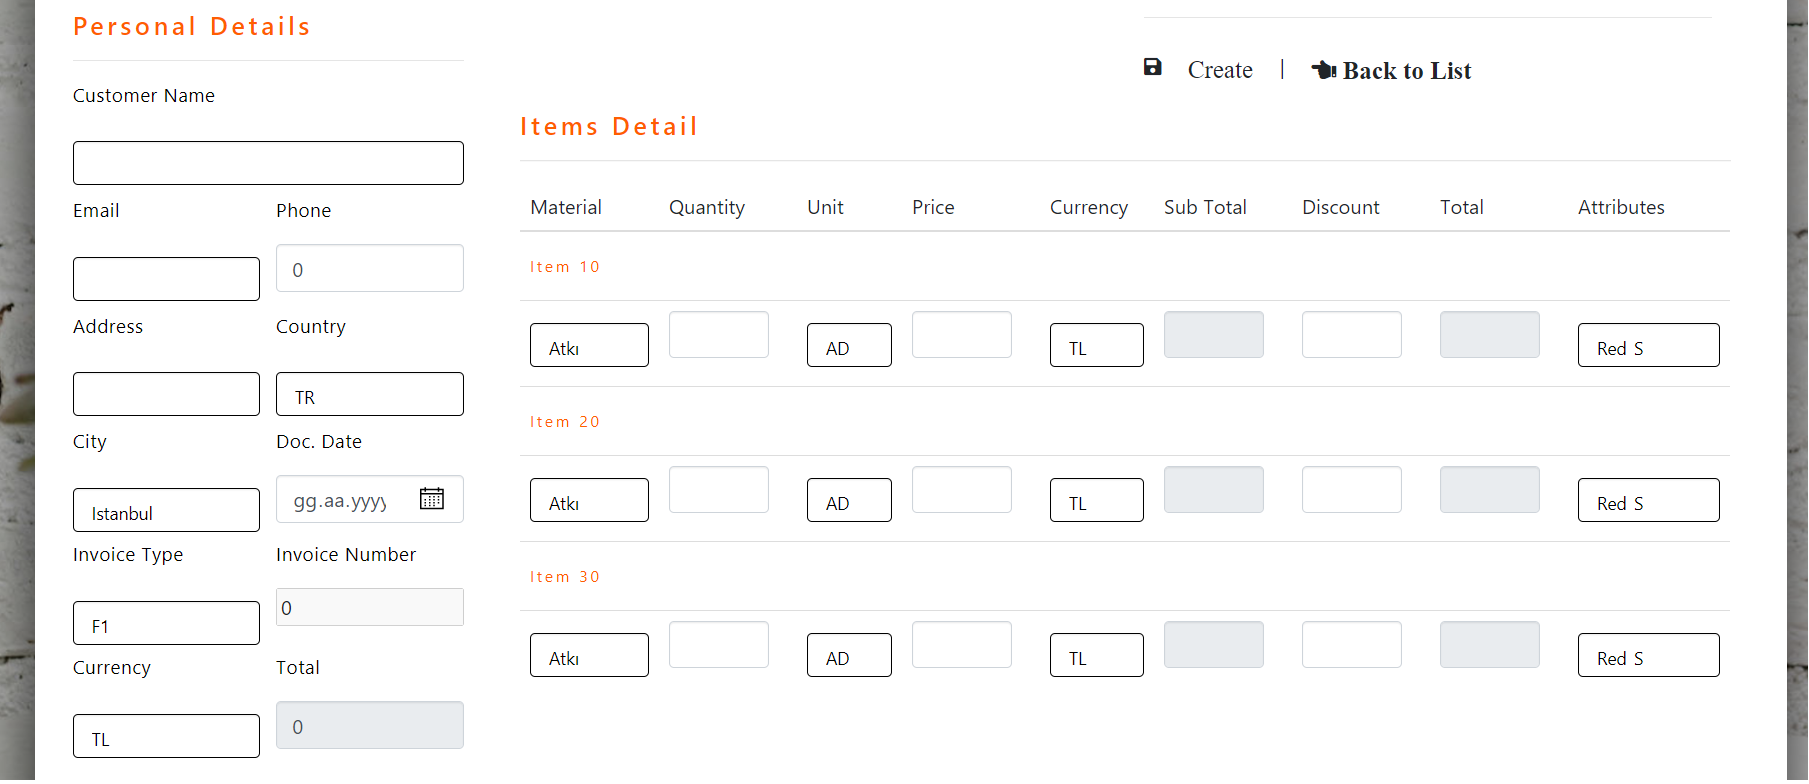 Personal Details
Customer Name
Email Phone
0
Address Country
TR
City Doc. Date
Istanbul gg.aa.yyyy
Invoice Type Invoice Number
F1 0
Currency Total
TL 0
Create | Back to List
Items Detail
Material Quantity Unit Price Currency Sub Total Discount Total Attributes
Item 10
Atkı AD TL Red S
Item 20
Atkı AD TL Red S
Item 30
Atkı AD TL Red S